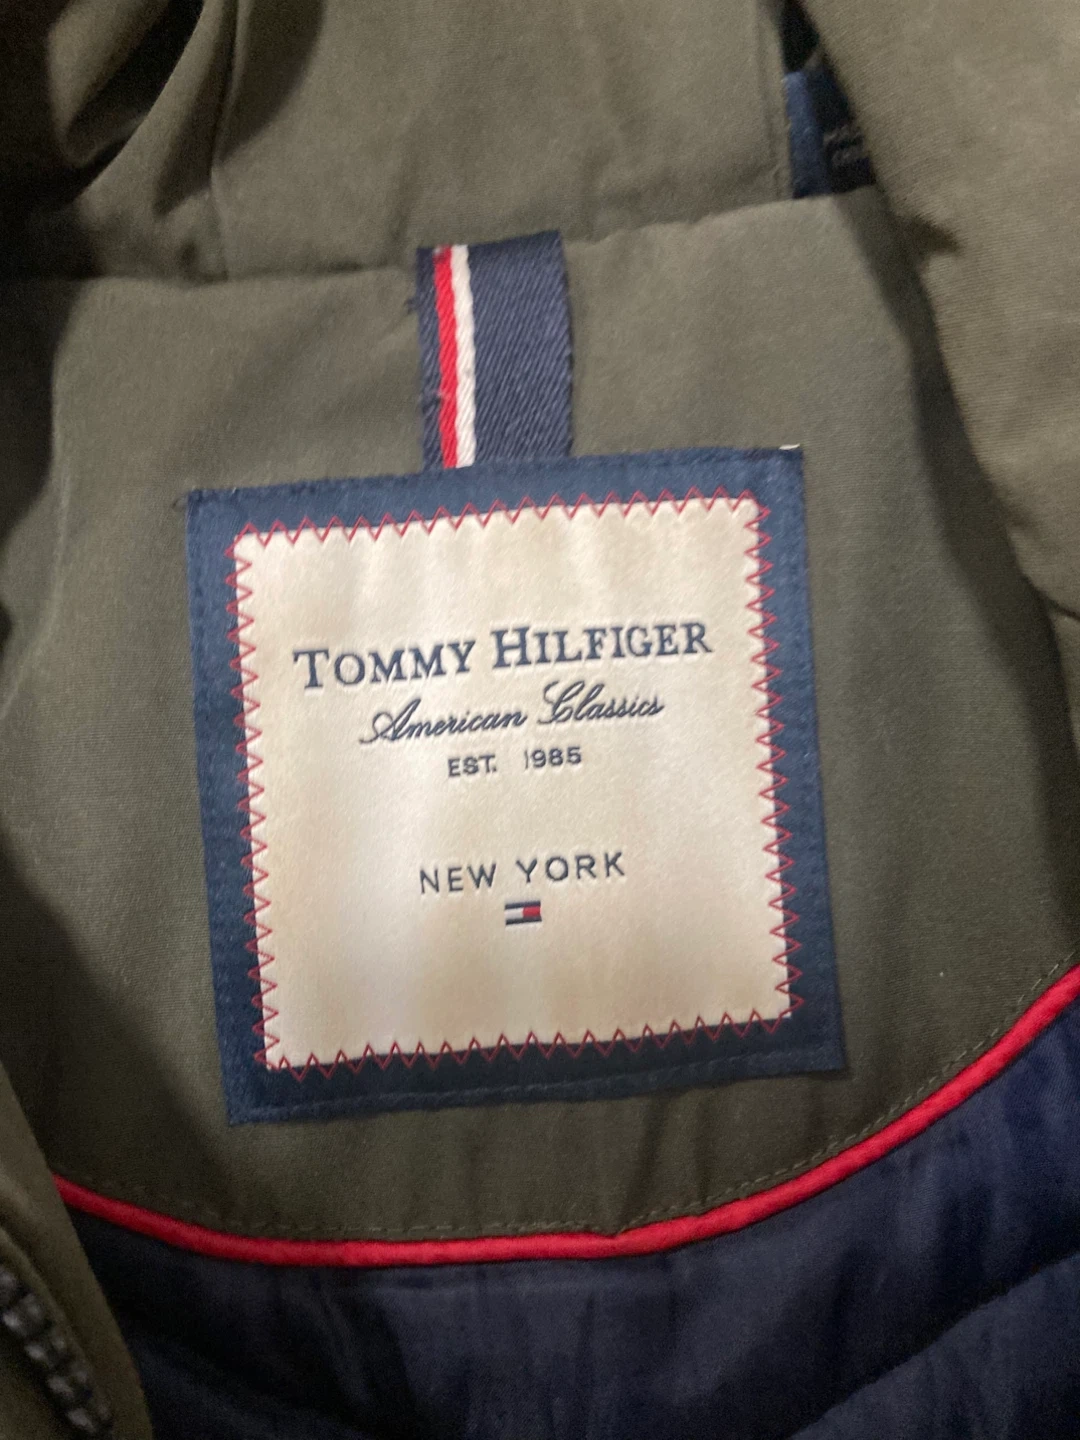 TOMMY HILFIGER
American Classics
EST. 1985
NEW YORK